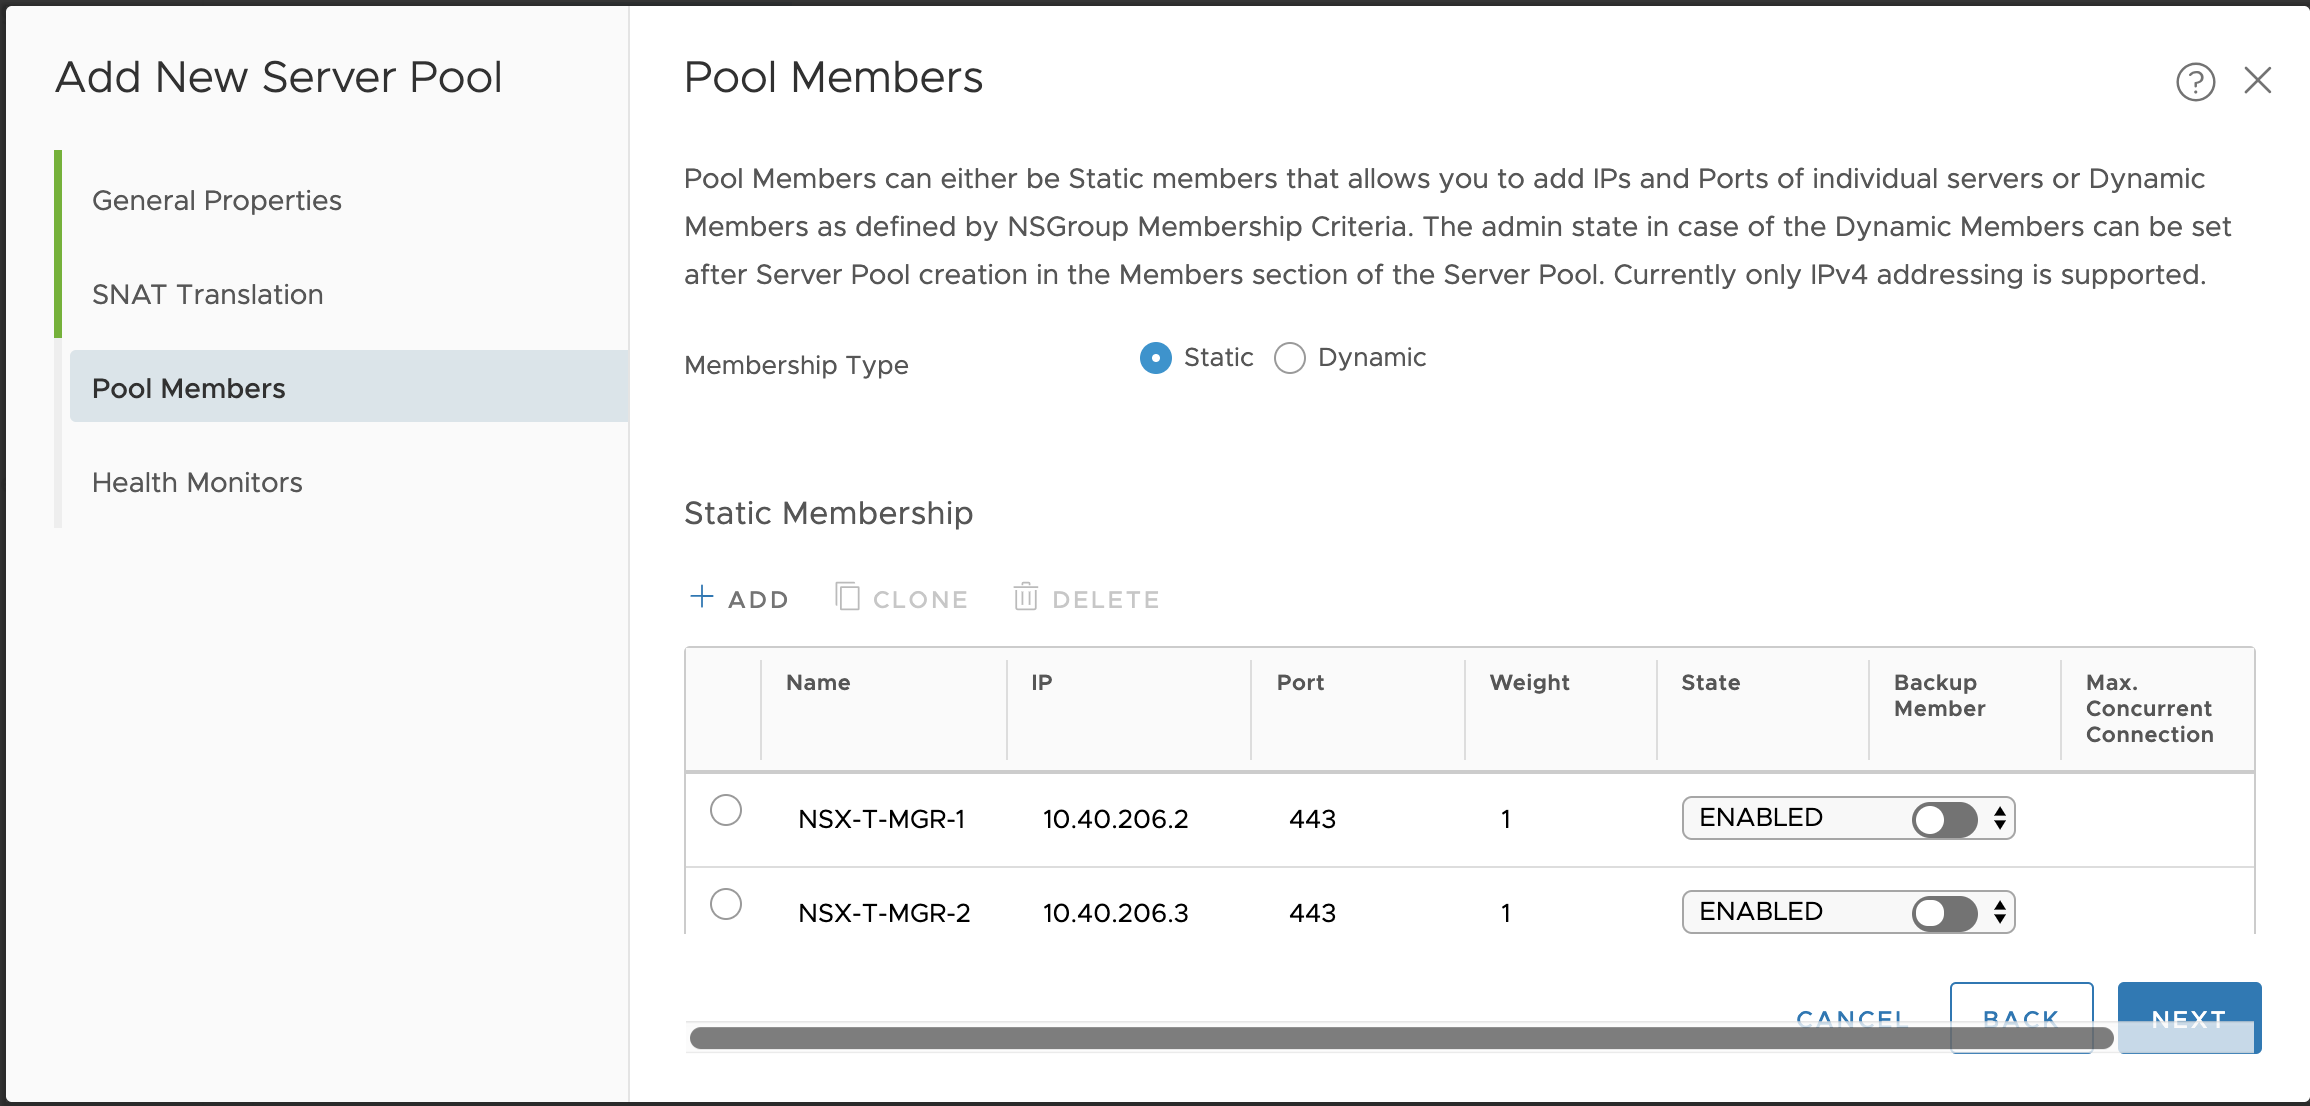 Add New Server Pool
General Properties
SNAT Translation
Pool Members
Health Monitors
Pool Members
?
Pool Members can either be Static members that allows you to add IPs and Ports of individual servers or Dynamic
Members as defined by NSGroup Membership Criteria. The admin state in case of the Dynamic Members can be set
after Server Pool creation in the Members section of the Server Pool. Currently only IPv4 addressing is supported.
Membership Type Static Dynamic
Static Membership
+ ADD CLONE DELETE
Name IP Port Weight State Backup Member Max. Concurrent Connection
NSX-T-MGR-1 10.40.206.2 443 1 ENABLED
NSX-T-MGR-2 10.40.206.3 443 1 ENABLED
CANCEL BACK NEXT